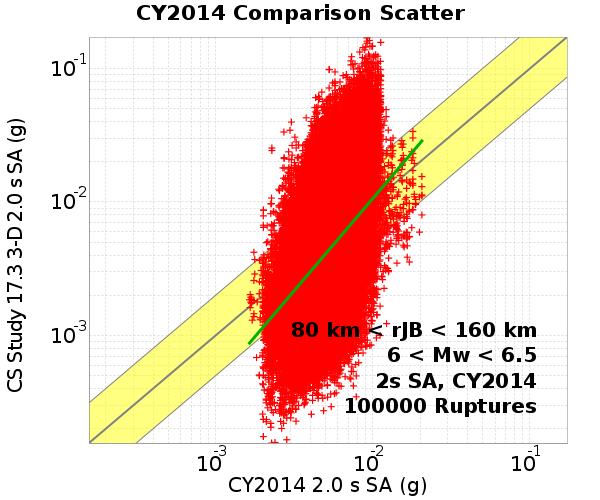 CY2014 Comparison Scatter
CS Study 17.3 3-D 2.0 s SA (g)
10-1
10-2
10-3
80 km < rJB < 160 km
6 < Mw < 6.5
2s SA, CY2014
100000 Ruptures
10-3 10-2 10-1
CY2014 2.0 s SA (g)